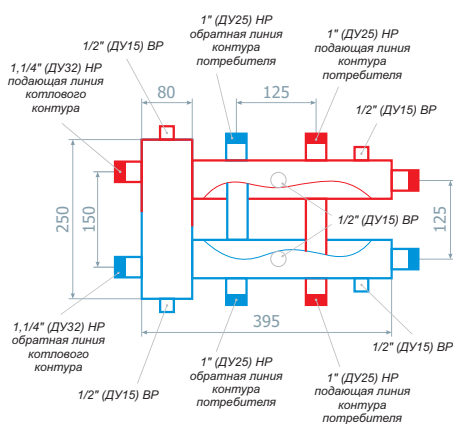 1" (ДУ25) НР
обратная линия
контура
потребителя
1" (ДУ25) НР
подающая линия
контура
потребителя
1/2" (ДУ15) ВР
1,1/4" (ДУ32) НР
подающая линия
котлового
контура
80
125
1/2" (ДУ15) ВР
250
150
1/2" (ДУ15) ВР
125
395
1,1/4" (ДУ32) НР
обратная линия
котлового
контура
1/2" (ДУ15) ВР
1" (ДУ25) НР
обратная линия
контура
потребителя
1" (ДУ25) НР
подающая линия
контура
потребителя
1/2" (ДУ15) ВР